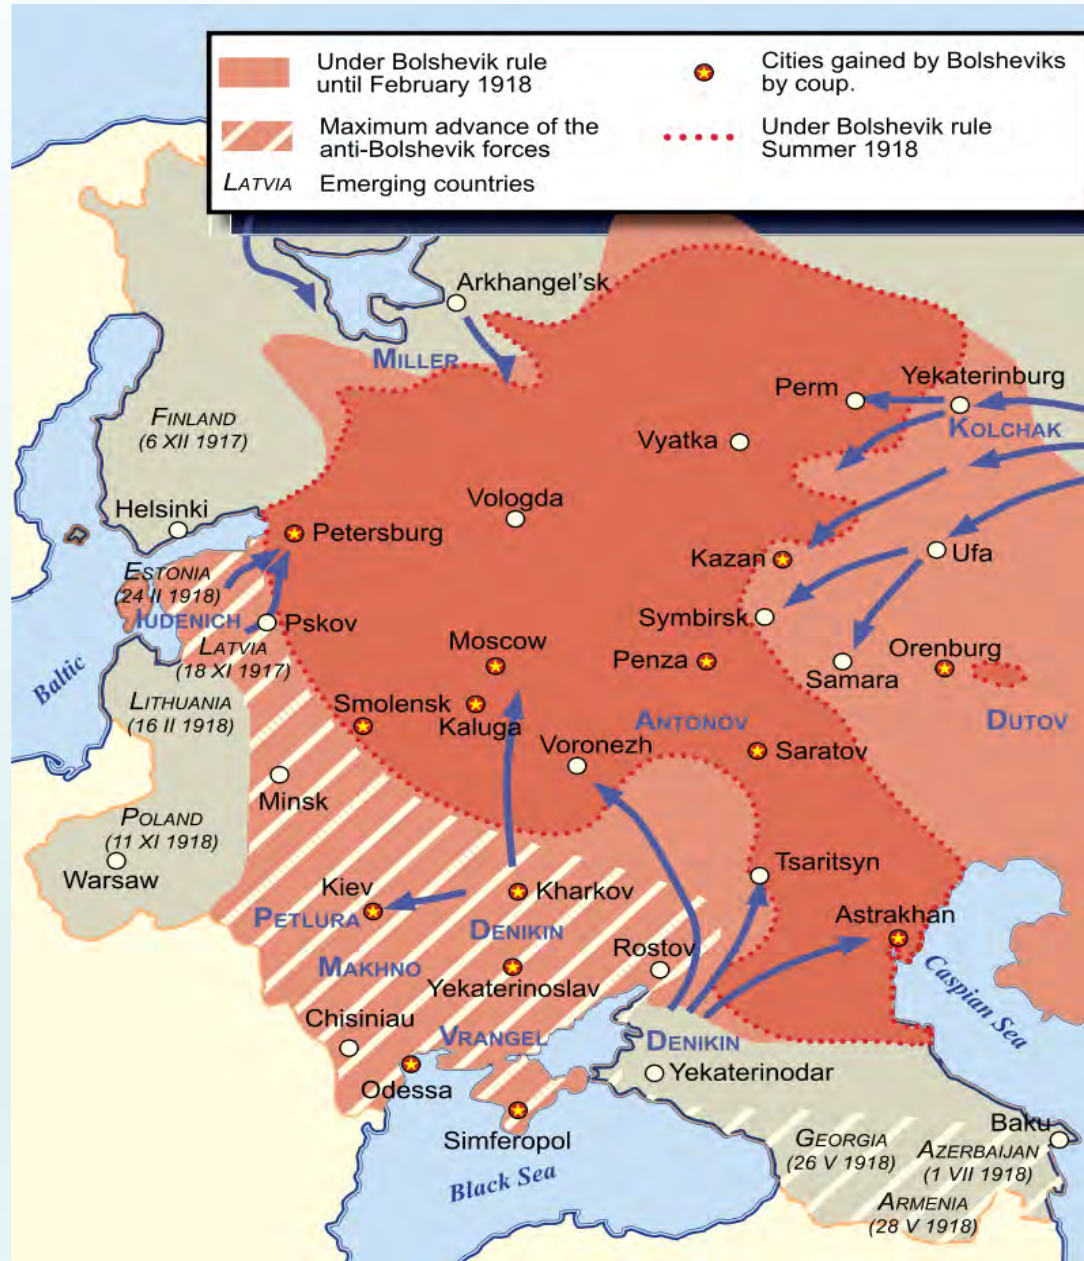 Under Bolshevik rule
until February 1918
Cities gained by Bolsheviks
by coup.
Maximum advance of the
anti-Bolshevik forces
Under Bolshevik rule
Summer 1918
LATVIA Emerging countries
Arkhangel'sk
MILLER
Perm
Yekaterinburg
KOLCHAK
FINLAND
(6 XII 1917)
Vyatka
Vologda
Helsinki
Petersburg
Kazan
Ufa
ESTONIA
(24 II 1918)
IUDENICH
Pskov
Symbirsk
LATVIA
(18 XI 1917)
Moscow
Penza
Orenburg
Samara
Baltic
LITHUANIA
(16 II 1918)
Smolensk
Kaluga
ANTONOV
DUTOV
Voronezh
Saratov
Minsk
POLAND
(11 XI 1918)
Warsaw
Tsaritsyn
Kiev
Kharkov
PETLURA
DENIKIN
Astrakhan
MAKHNO
Rostov
Yekaterinoslav
Caspian Sea
Chisiniau
VRANGEL
DENIKIN
Odessa
Yekaterinodar
Simferopol
Baku
GEORGIA
(26 V 1918)
AZERBAIJAN
(1 VII 1918)
Black Sea
ARMENIA
(28 V 1918)